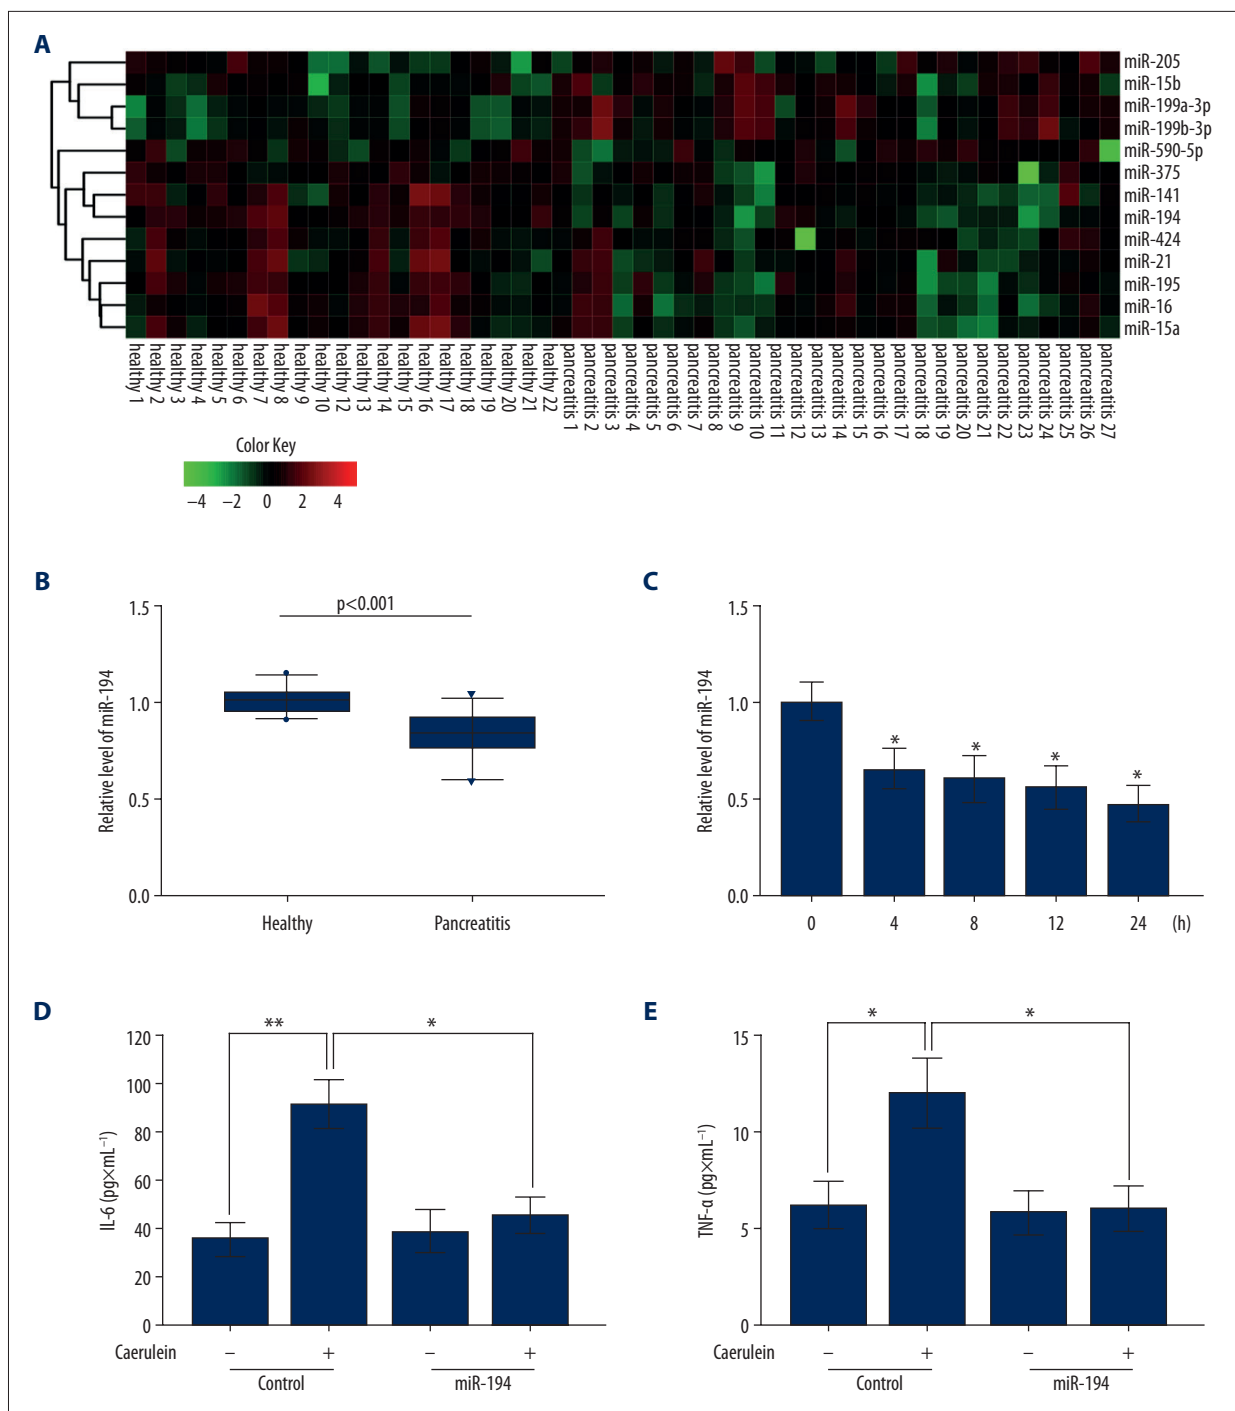 A
miR-205
miR-15b
miR-199a-3p
miR-199b-3p
miR-590-5p
miR-375
miR-141
miR-194
miR-424
miR-21
miR-195
miR-16
miR-15a
healthy 1
healthy 2
healthy 3
healthy 4
healthy 5
healthy 6
healthy 7
healthy 8
healthy 9
healthy 10
healthy 12
healthy 13
healthy 14
healthy 15
healthy 16
healthy 17
healthy 18
healthy 19
healthy 20
healthy 21
healthy 22
pancreatitis 1
pancreatitis 2
pancreatitis 3
pancreatitis 4
pancreatitis 5
pancreatitis 6
pancreatitis 7
pancreatitis 8
pancreatitis 9
pancreatitis 10
pancreatitis 11
pancreatitis 12
pancreatitis 13
pancreatitis 14
pancreatitis 15
pancreatitis 16
pancreatitis 17
pancreatitis 18
pancreatitis 19
pancreatitis 20
pancreatitis 21
pancreatitis 22
pancreatitis 23
pancreatitis 24
pancreatitis 25
pancreatitis 26
pancreatitis 27
Color Key
−4 −2 0 2 4
B
p<0.001
Relative level of miR-194
1.5
1.0
0.5
0.0
Healthy Pancreatitis
C
Relative level of miR-194
1.5
1.0
0.5
0.0
* * * *
0 4 8 12 24 (h)
D
** *
IL-6 (pg×mL⁻¹)
120
100
80
60
40
20
0
Caerulein − + − +
Control miR-194
E
* *
TNF-α (pg×mL⁻¹)
15
10
5
0
Caerulein − + − +
Control miR-194